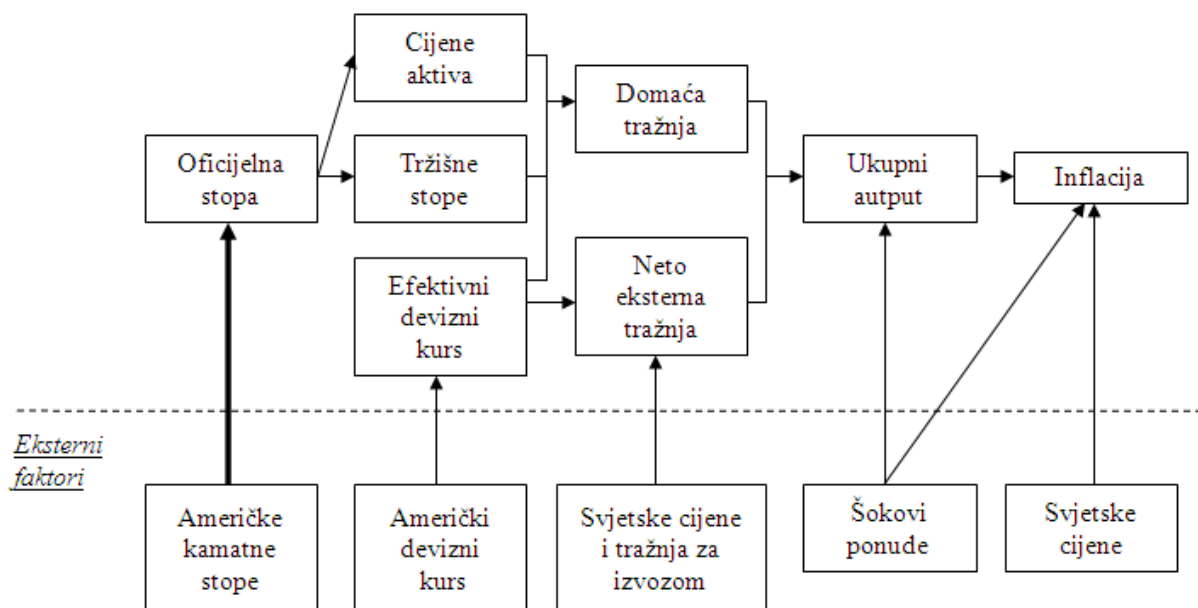 Cijene
aktiva
Domaća
tražnja
Oficijelna
stopa
Tržišne
stope
Ukupni
autput
Inflacija
Efektivni
devizni
kurs
Neto
eksterna
tražnja
Eksterni
faktori
Američke
kamatne
stope
Američki
devizni
kurs
Svjetske cijene
i tražnja za
izvozom
Šokovi
ponude
Svjetske
cijene